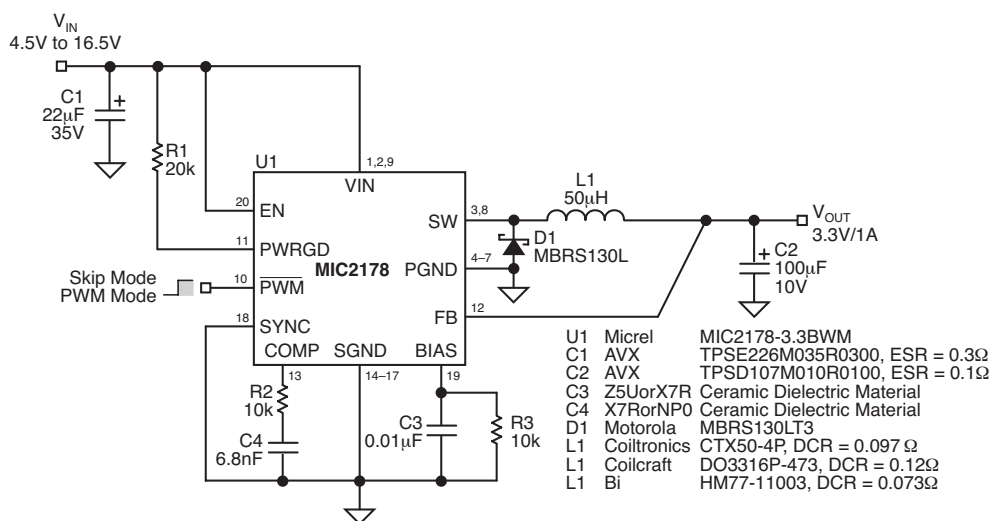 VIN
4.5V to 16.5V
C1
22µF
35V
+
R1
20k
U1
1,2,9
VIN
20
EN
11
PWRGD
MIC2178
10
PWM
Skip Mode
PWM Mode
18
SYNC
COMP
SGND
BIAS
SW
3,8
PGND
4–7
FB
12
L1
50µH
D1
MBRS130L
VOUT
3.3V/1A
+
C2
100µF
10V
13
14–17
19
R2
10k
C4
6.8nF
C3
0.01µF
R3
10k
U1 Micrel MIC2178-3.3BWM
C1 AVX TPSE226M035R0300, ESR = 0.3Ω
C2 AVX TPSD107M010R0100, ESR = 0.1Ω
C3 Z5UorX7R Ceramic Dielectric Material
C4 X7RorNP0 Ceramic Dielectric Material
D1 Motorola MBRS130LT3
L1 Coiltronics CTX50-4P, DCR = 0.097Ω
L1 Coilcraft DO3316P-473, DCR = 0.12Ω
L1 Bi HM77-11003, DCR = 0.073Ω